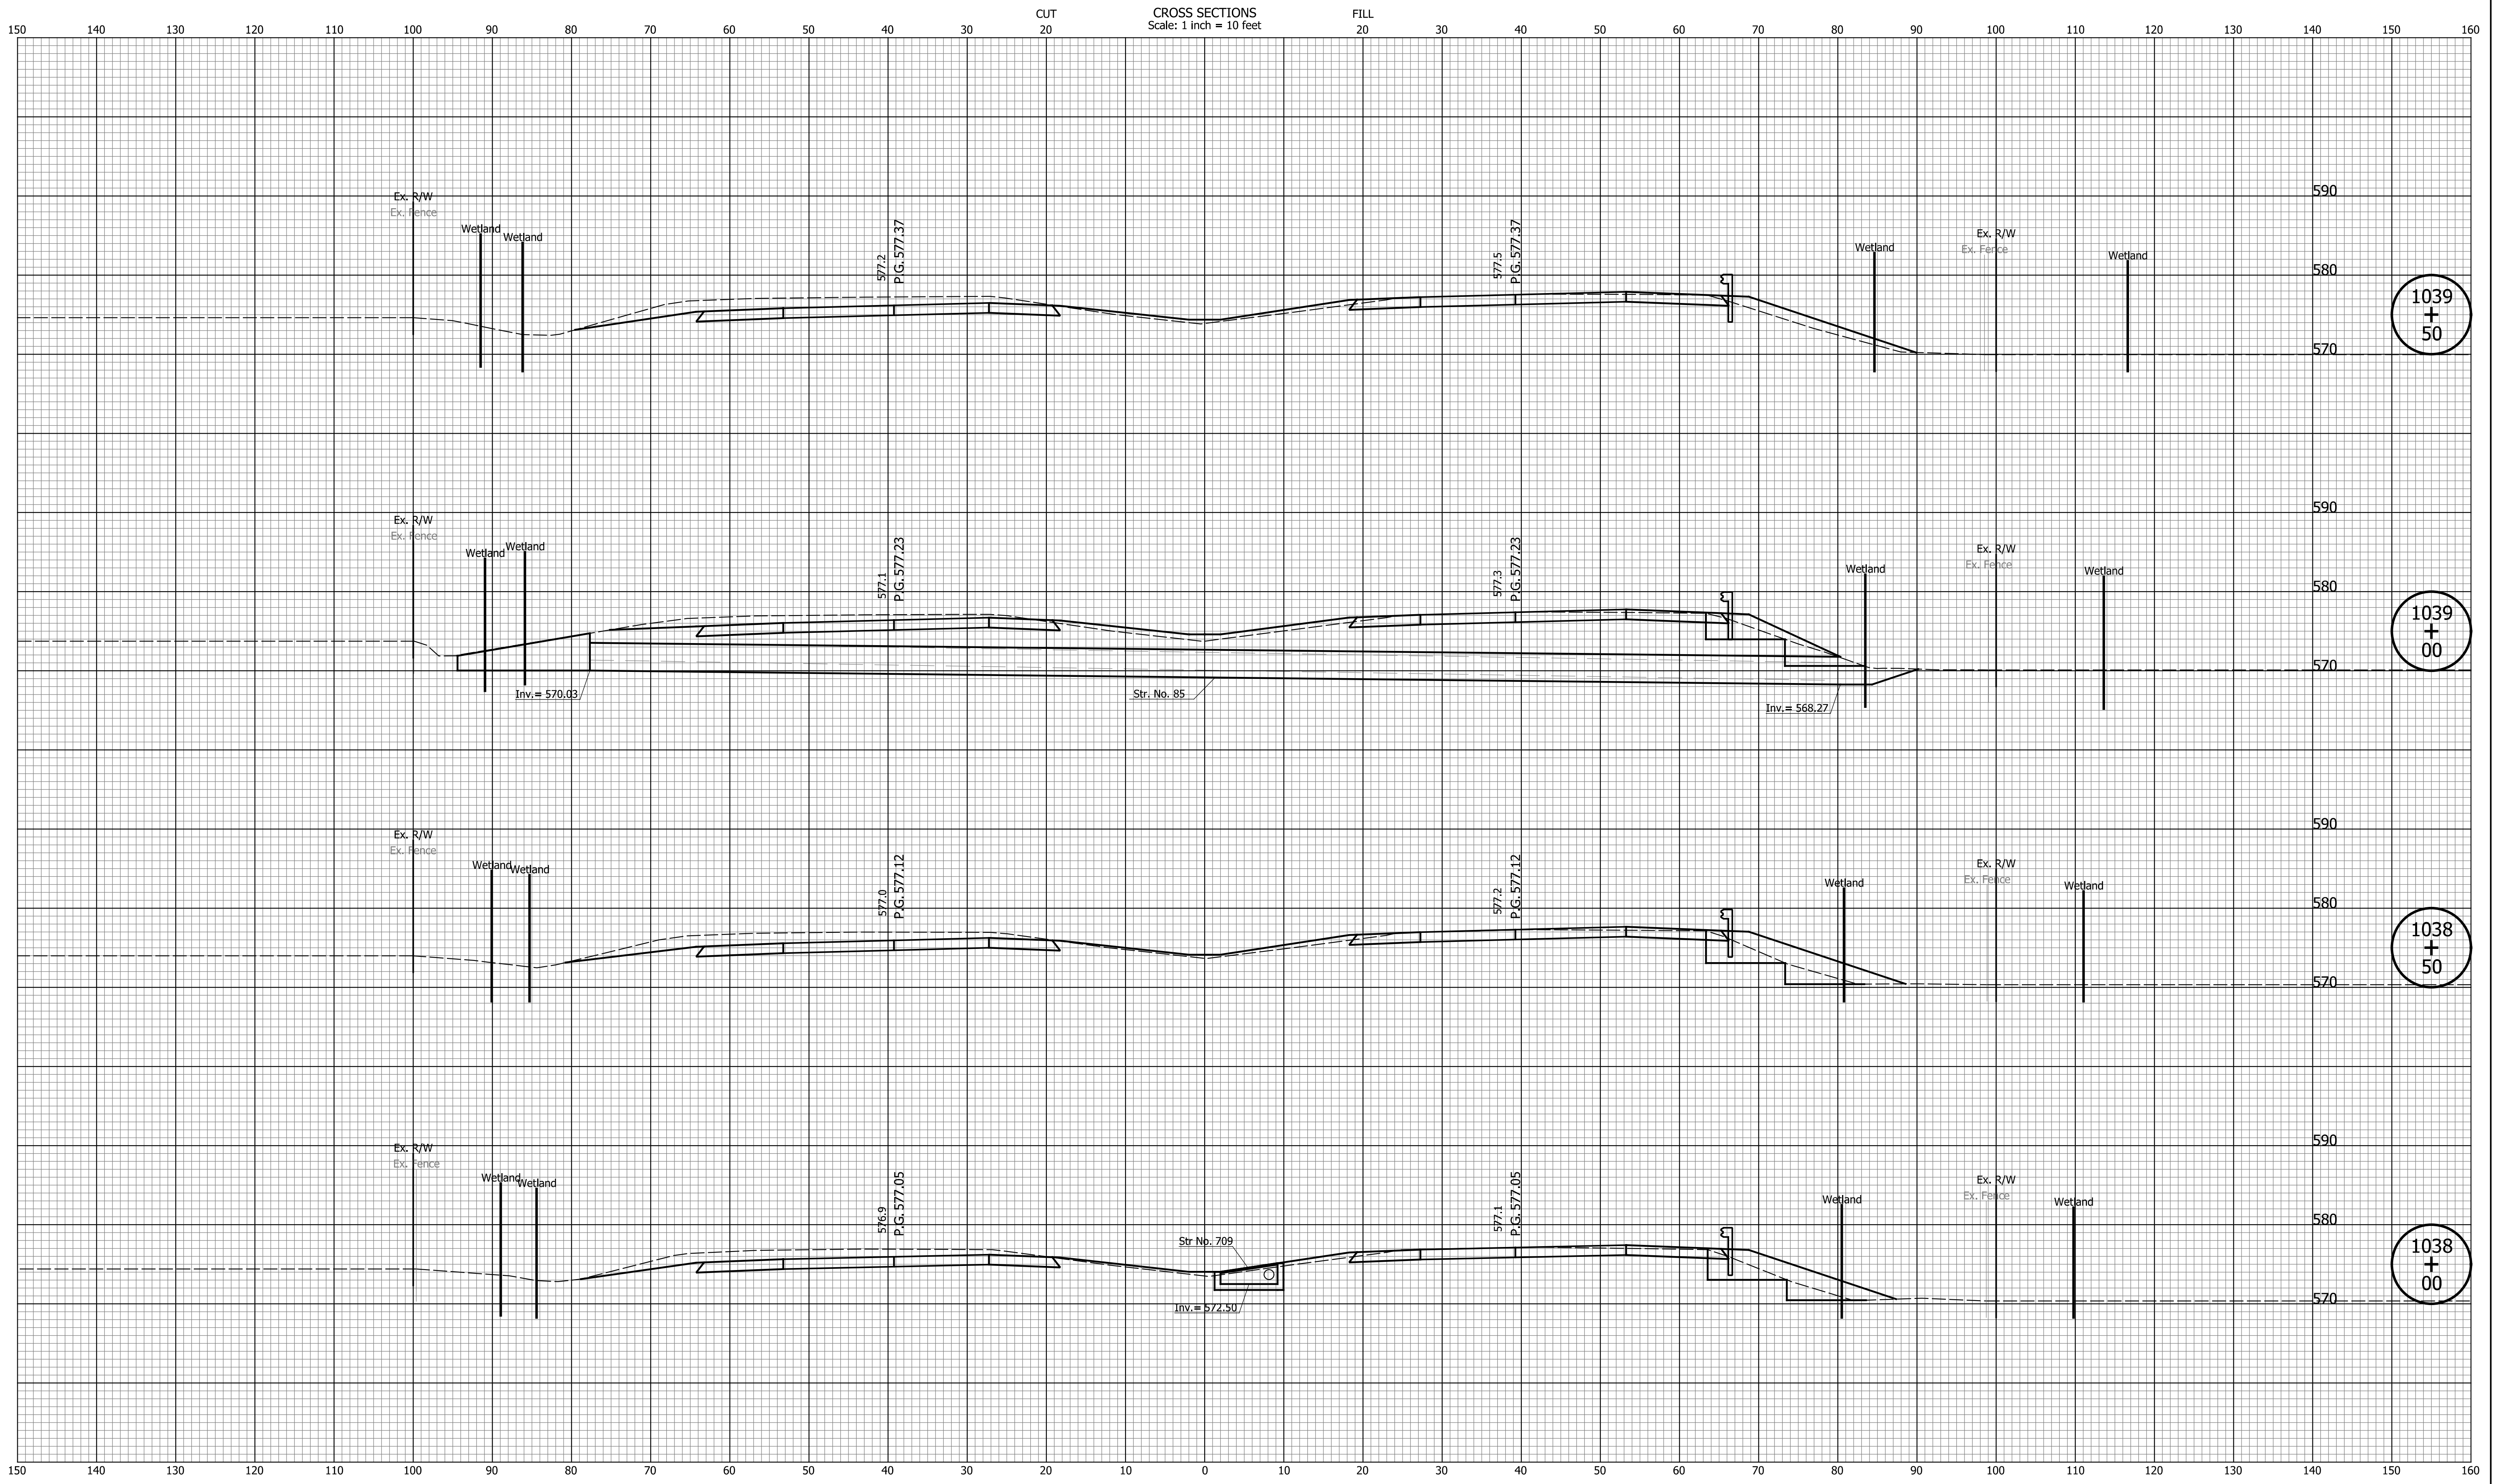 CUT CROSS SECTIONS FILL
Scale: 1 inch = 10 feet
150 140 130 120 110 100 90 80 70 60 50 40 30 20 20 30 40 50 60 70 80 90 100 110 120 130 140 150 160
590
Ex. R/W
Ex. Fence
Wetland
Wetland
577.2
P.G. 577.37
577.5
P.G. 577.37
Wetland
Ex. R/W
Ex. Fence
Wetland
580
570
1039
+
50
590
Ex. R/W
Ex. Fence
Wetland
Wetland
577.1
P.G. 577.23
577.3
P.G. 577.23
Wetland
Ex. R/W
Ex. Fence
Wetland
580
570
1039
+
00
Inv.= 570.03
Str. No. 85
Inv.= 568.27
590
Ex. R/W
Ex. Fence
Wetland
Wetland
577.0
P.G. 577.12
577.2
P.G. 577.12
Wetland
Ex. R/W
Ex. Fence
Wetland
580
570
1038
+
50
590
Ex. R/W
Ex. Fence
Wetland
Wetland
576.9
P.G. 577.05
577.1
P.G. 577.05
Wetland
Ex. R/W
Ex. Fence
Wetland
580
570
1038
+
00
Str No. 709
Inv.= 572.50
150 140 130 120 110 100 90 80 70 60 50 40 30 20 10 0 10 20 30 40 50 60 70 80 90 100 110 120 130 140 150 160